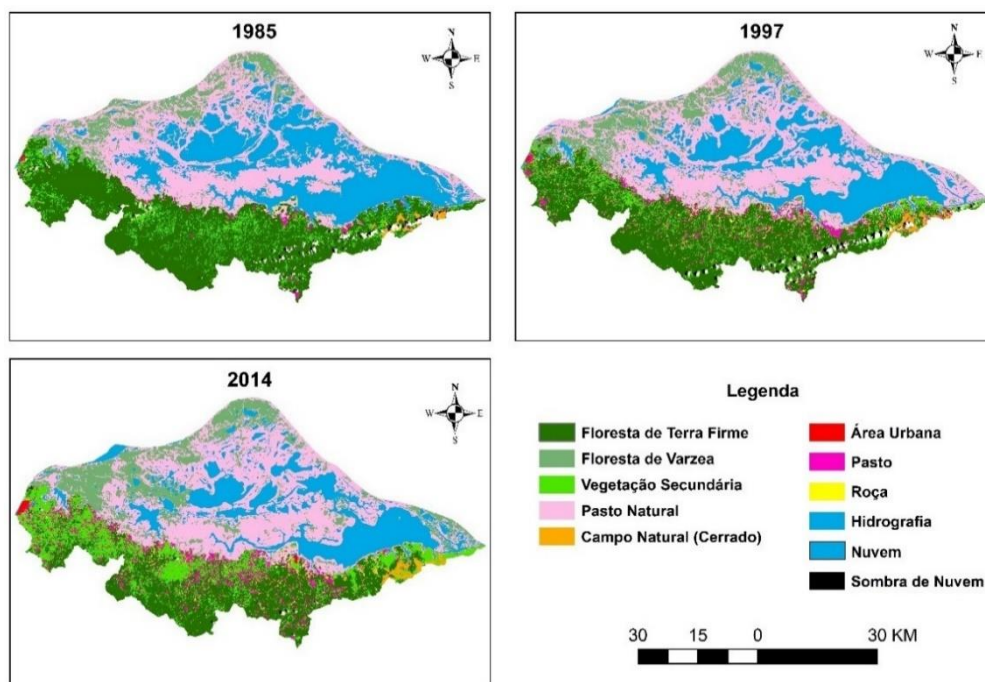 1985
N
W E
S
1997
N
W E
S
2014
N
W E
S
Legenda
Floresta de Terra Firme
Floresta de Varzea
Vegetação Secundária
Pasto Natural
Campo Natural (Cerrado)
Área Urbana
Pasto
Roça
Hidrografia
Nuvem
Sombra de Nuvem
30 15 0 30 KM